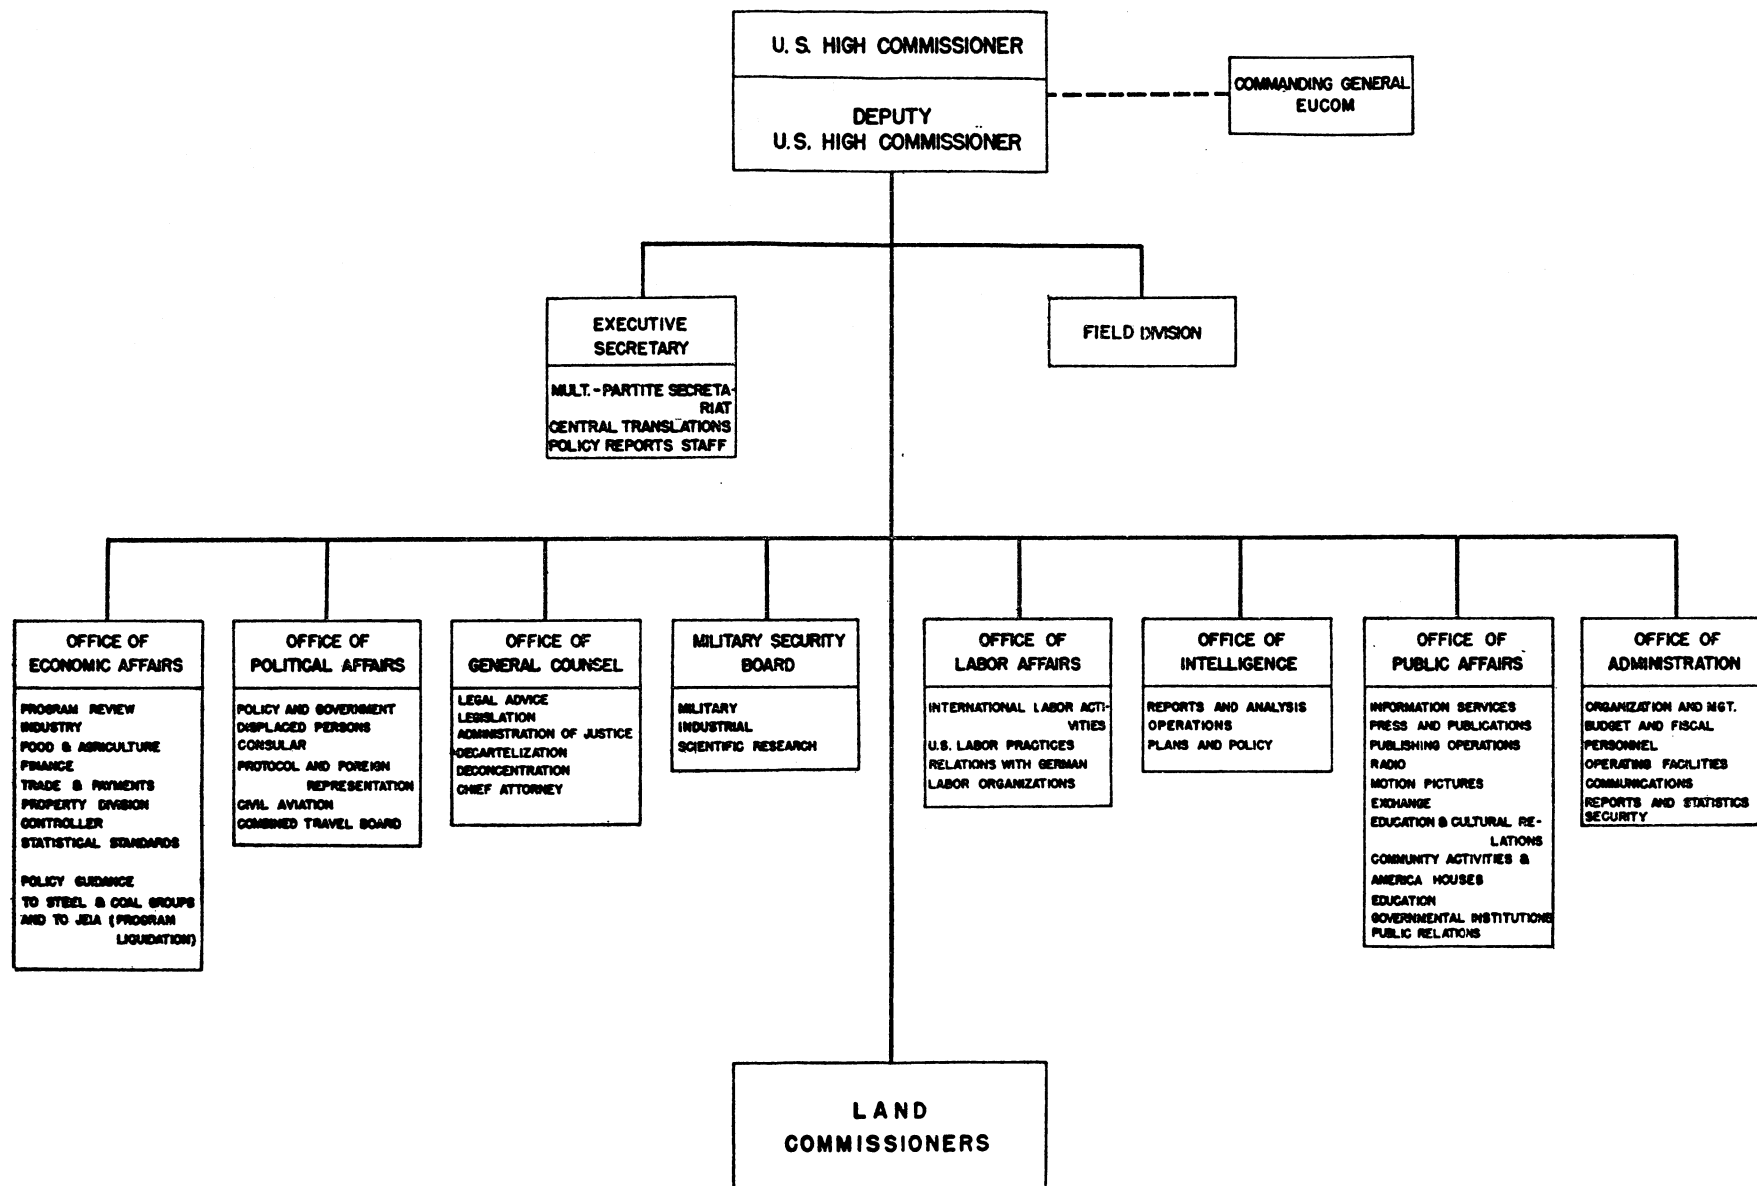 U. S. HIGH COMMISSIONER
DEPUTY
U. S. HIGH COMMISSIONER
COMMANDING GENERAL
EUCOM
EXECUTIVE
SECRETARY
MULT.-PARTITE SECRETA-
RIAT
CENTRAL TRANSLATIONS
POLICY REPORTS STAFF
FIELD DIVISION
OFFICE OF
ECONOMIC AFFAIRS
PROGRAM REVIEW
INDUSTRY
FOOD & AGRICULTURE
FINANCE
TRADE & PAYMENTS
PROPERTY DIVISION
CONTROLLER
STATISTICAL STANDARDS
POLICY GUIDANCE
TO STEEL & COAL GROUPS
AND TO JEIA (PROGRAM
LIQUIDATION)
OFFICE OF
POLITICAL AFFAIRS
POLICY AND GOVERNMENT
DISPLACED PERSONS
CONSULAR
PROTOCOL AND FOREIGN
REPRESENTATION
CIVIL AVIATION
COMBINED TRAVEL BOARD
OFFICE OF
GENERAL COUNSEL
LEGAL ADVICE
LEGISLATION
ADMINISTRATION OF JUSTICE
DECARTELIZATION
DECONCENTRATION
CHIEF ATTORNEY
MILITARY SECURITY
BOARD
MILITARY
INDUSTRIAL
SCIENTIFIC RESEARCH
OFFICE OF
LABOR AFFAIRS
INTERNATIONAL LABOR ACTI-
VITIES
U.S. LABOR PRACTICES
RELATIONS WITH GERMAN
LABOR ORGANIZATIONS
OFFICE OF
INTELLIGENCE
REPORTS AND ANALYSIS
OPERATIONS
PLANS AND POLICY
OFFICE OF
PUBLIC AFFAIRS
INFORMATION SERVICES
PRESS AND PUBLICATIONS
PUBLISHING OPERATIONS
RADIO
MOTION PICTURES
EXCHANGE
EDUCATION & CULTURAL RE-
LATIONS
COMMUNITY ACTIVITIES &
AMERICA HOUSES
EDUCATION
GOVERNMENTAL INSTITUTIONS
PUBLIC RELATIONS
OFFICE OF
ADMINISTRATION
ORGANIZATION AND MGT.
BUDGET AND FISCAL
PERSONNEL
OPERATING FACILITIES
COMMUNICATIONS
REPORTS AND STATISTICS
SECURITY
LAND
COMMISSIONERS